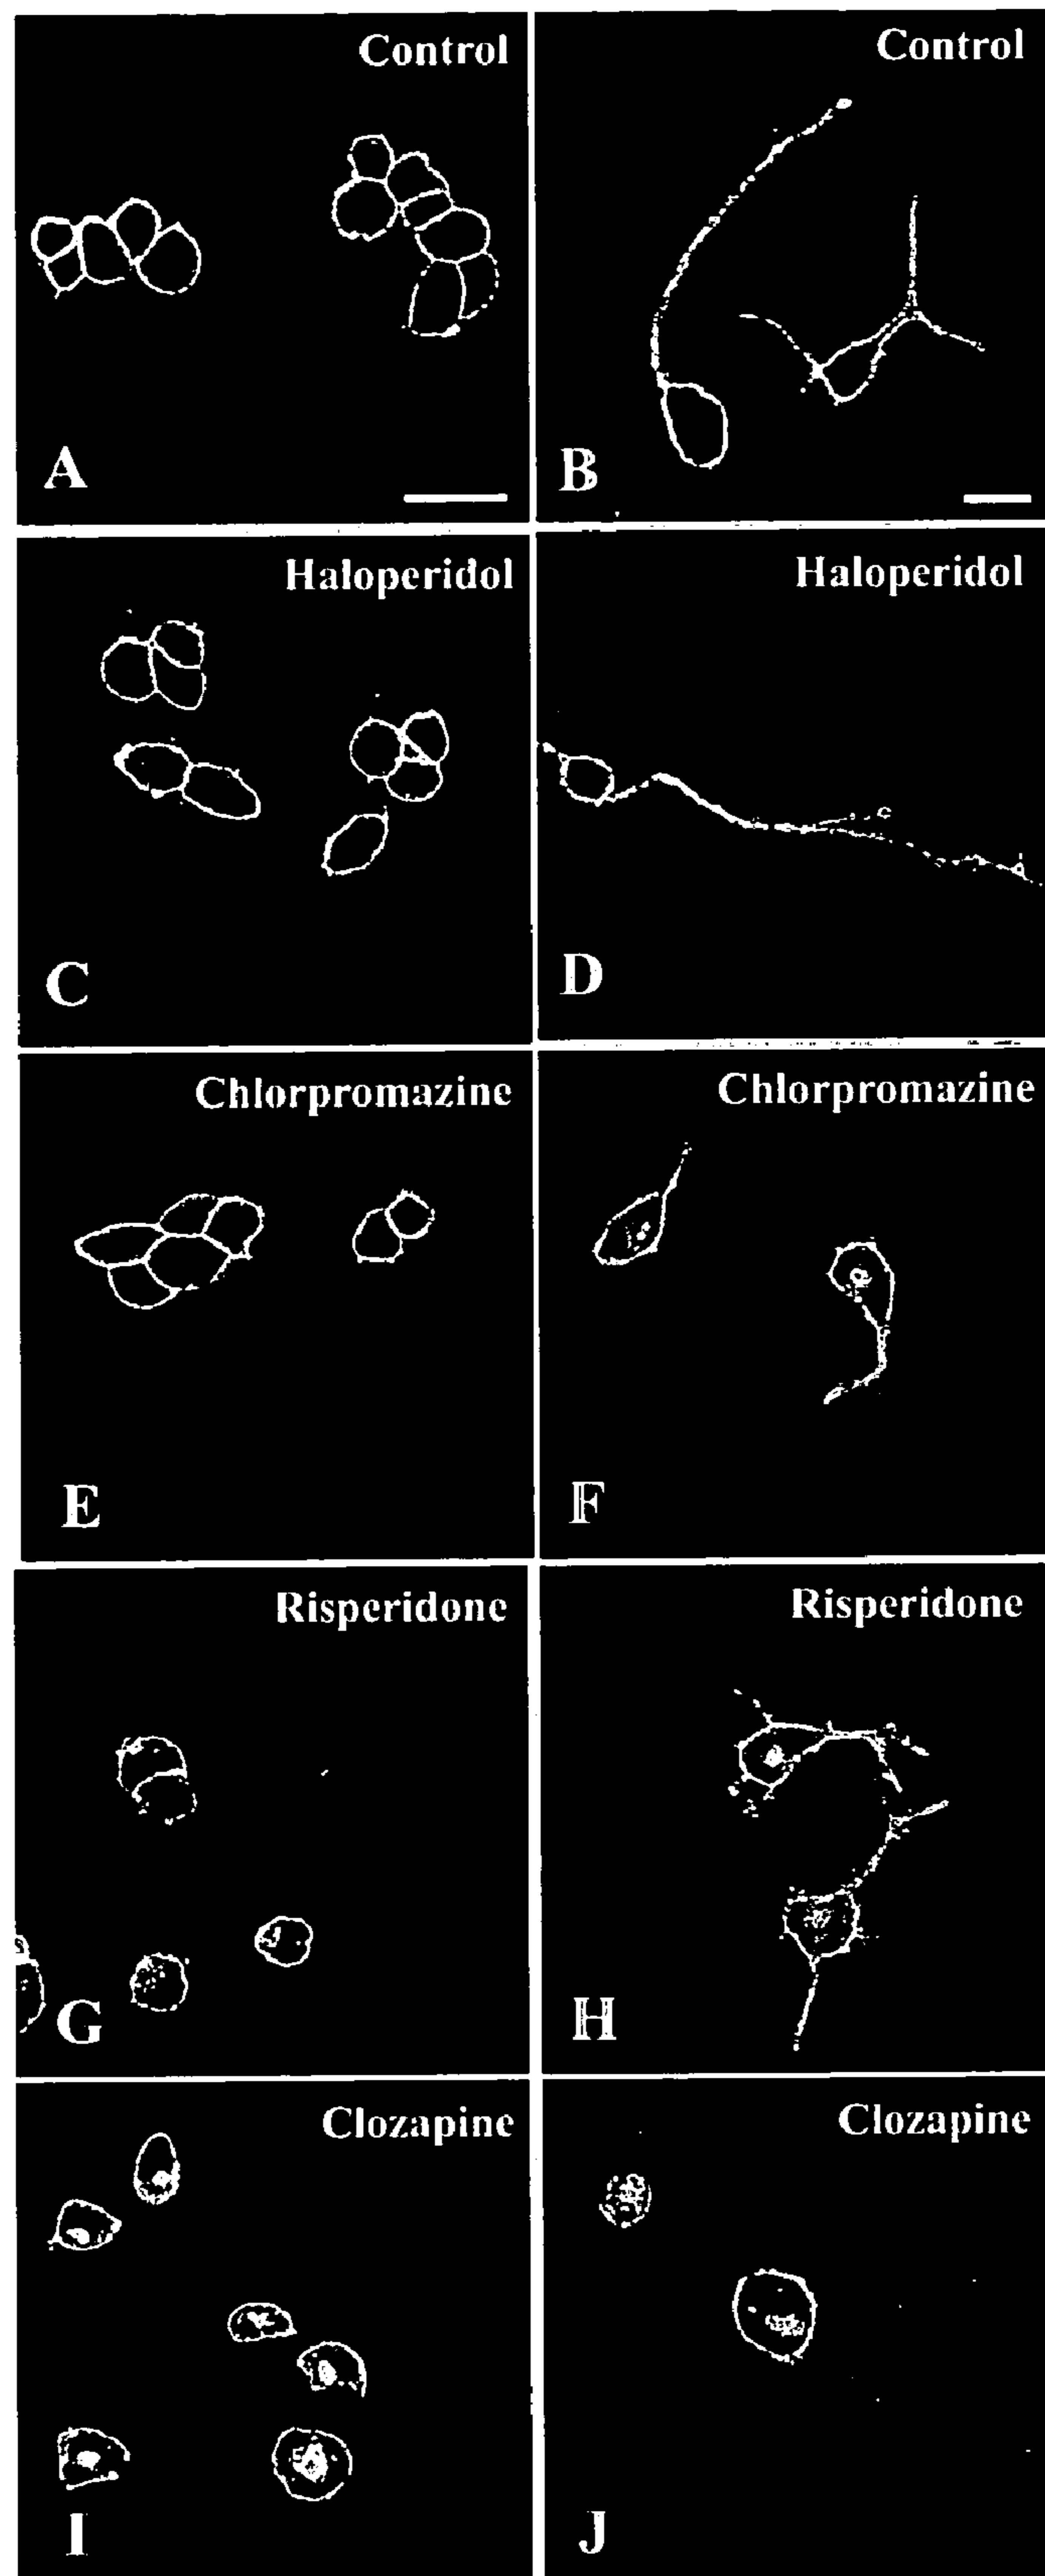 Control
Control
A
B
Haloperidol
Haloperidol
C
D
Chlorpromazine
Chlorpromazine
E
F
Risperidone
Risperidone
G
H
Clozapine
Clozapine
I
J